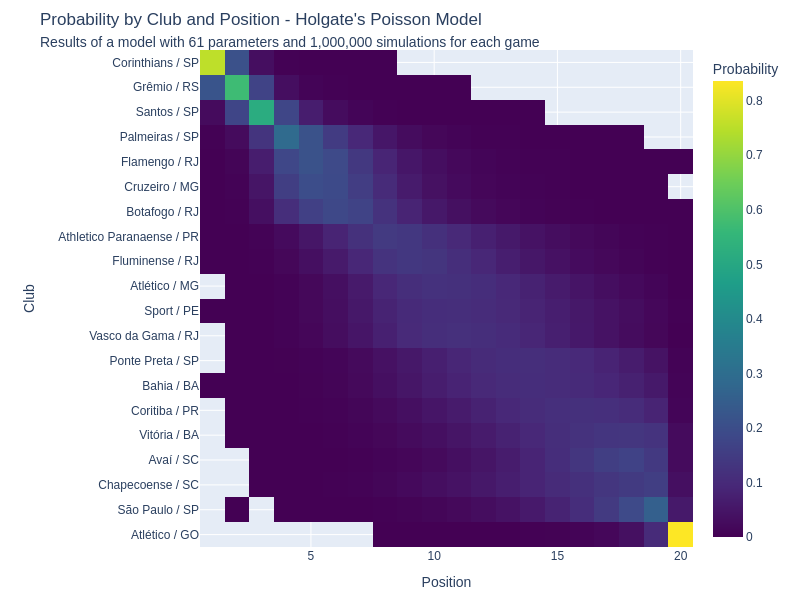 Probability by Club and Position - Holgate's Poisson Model
Results of a model with 61 parameters and 1,000,000 simulations for each game
Corinthians / SP
Grêmio / RS
Santos / SP
Palmeiras / SP
Flamengo / RJ
Cruzeiro / MG
Botafogo / RJ
Athletico Paranaense / PR
Fluminense / RJ
Atlético / MG
Sport / PE
Vasco da Gama / RJ
Ponte Preta / SP
Bahia / BA
Coritiba / PR
Vitória / BA
Avaí / SC
Chapecoense / SC
São Paulo / SP
Atlético / GO
Club
5
10
15
20
Position
Probability
0.8
0.7
0.6
0.5
0.4
0.3
0.2
0.1
0